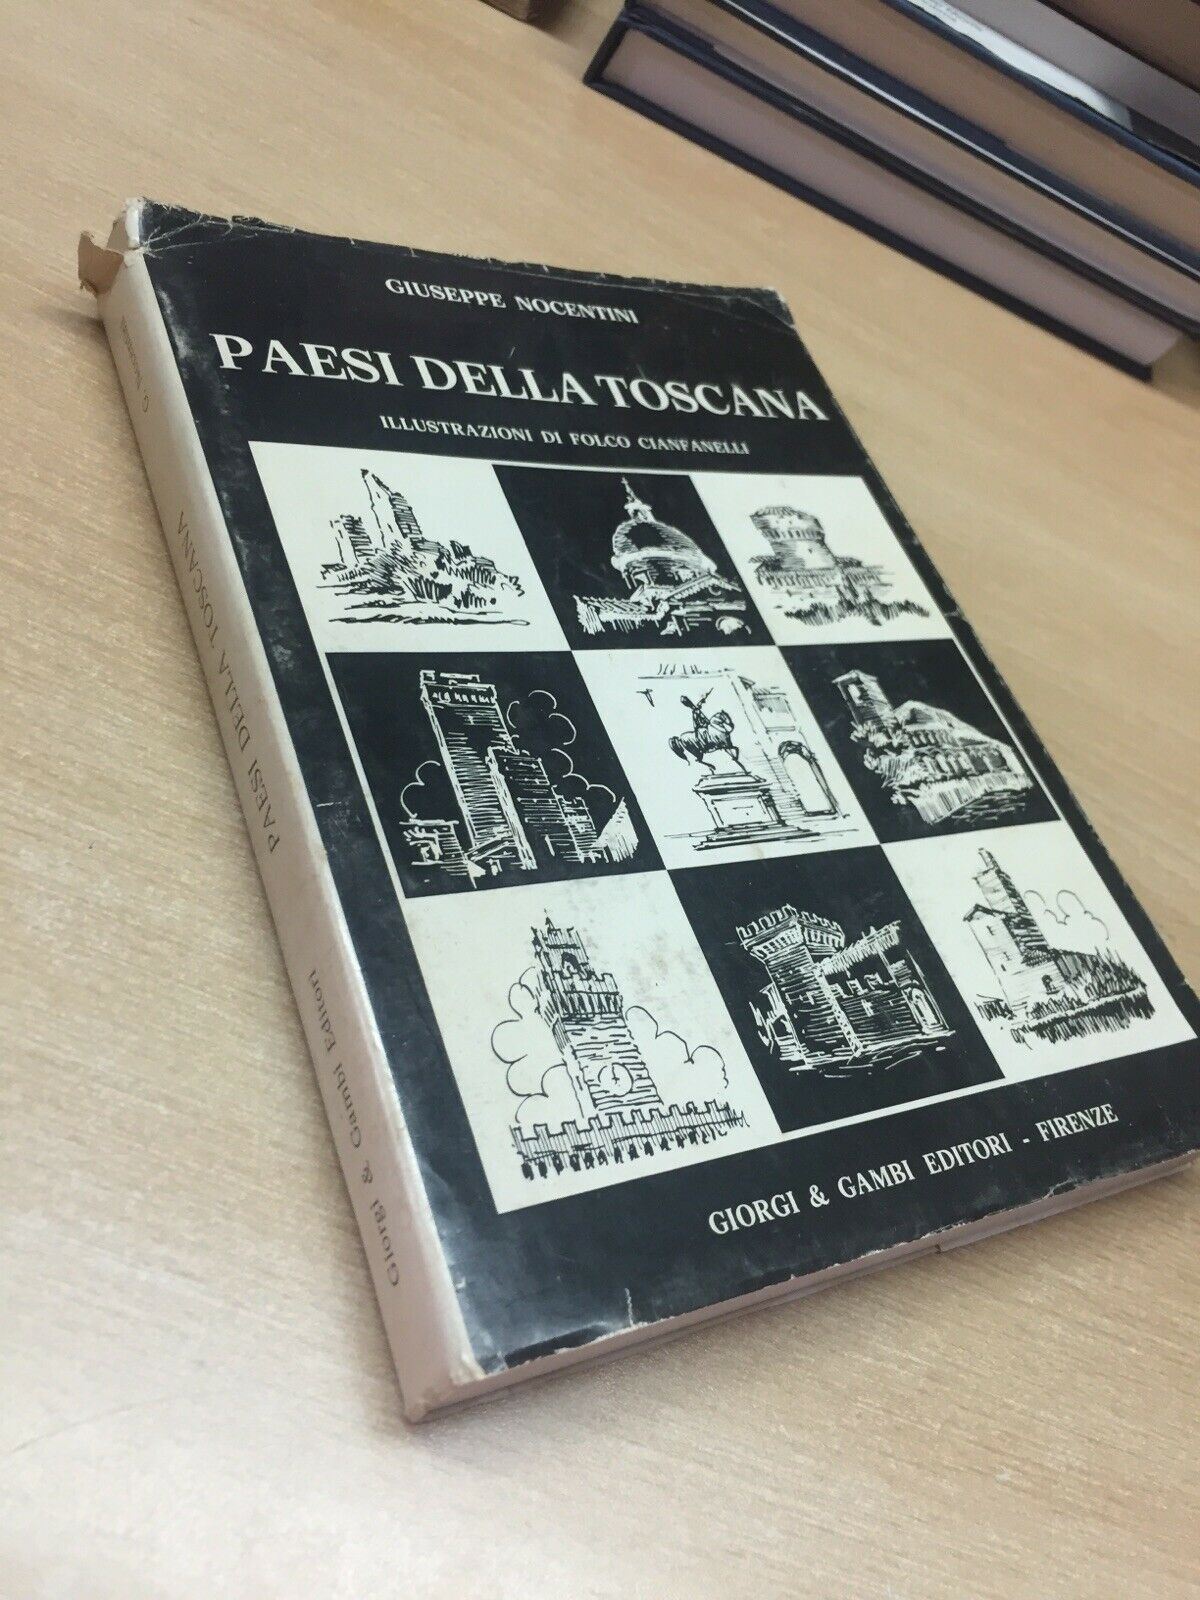 GIUSEPPE NOCENTINI
PAESI DELLA TOSCANA
ILLUSTRAZIONI DI FOLCO CIANFANELLI
GIORGI & GAMBI EDITORI - FIRENZE
G. Nocentini
PAESI DELLA TOSCANA
Giorgi & Gambi Editori